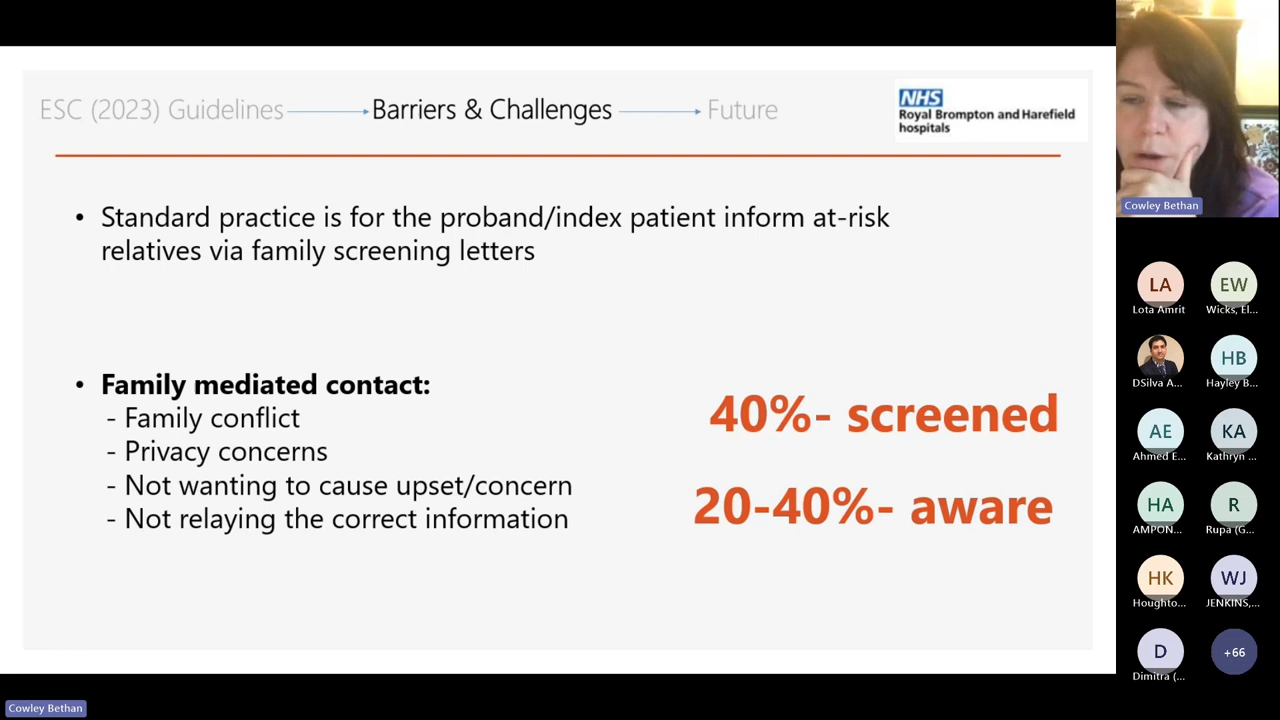 ESC (2023) Guidelines Barriers & Challenges Future
NHS
Royal Brompton and Harefield
hospitals
• Standard practice is for the proband/index patient inform at-risk
relatives via family screening letters
• Family mediated contact:
- Family conflict
- Privacy concerns
- Not wanting to cause upset/concern
- Not relaying the correct information
40%- screened
20-40%- aware
Cowley Bethan
LA
Lota Amrit
EW
Wicks, El...
DSilva A...
HB
Hayley B...
AE
Ahmed E...
KA
Kathryn ...
HA
AMPON...
R
Rupa (G...
HK
Houghto...
WJ
JENKINS,...
D
Dimitra (...
+66
Cowley Bethan